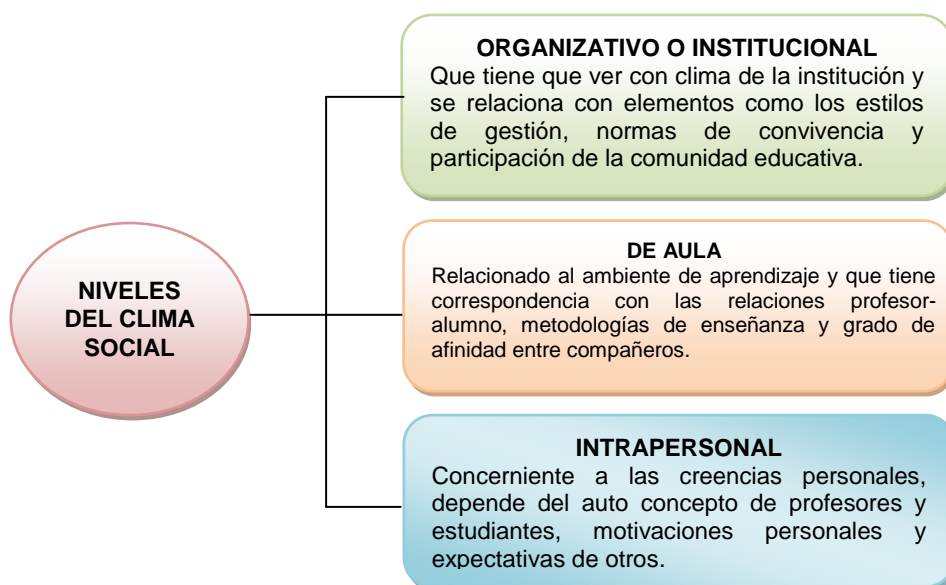 ORGANIZATIVO O INSTITUCIONAL
Que tiene que ver con clima de la institución y
se relaciona con elementos como los estilos
de gestión, normas de convivencia y
participación de la comunidad educativa.
NIVELES
DEL CLIMA
SOCIAL
DE AULA
Relacionado al ambiente de aprendizaje y que tiene
correspondencia con las relaciones profesor-
alumno, metodologías de enseñanza y grado de
afinidad entre compañeros.
INTRAPERSONAL
Concerniente a las creencias personales,
depende del auto concepto de profesores y
estudiantes, motivaciones personales y
expectativas de otros.